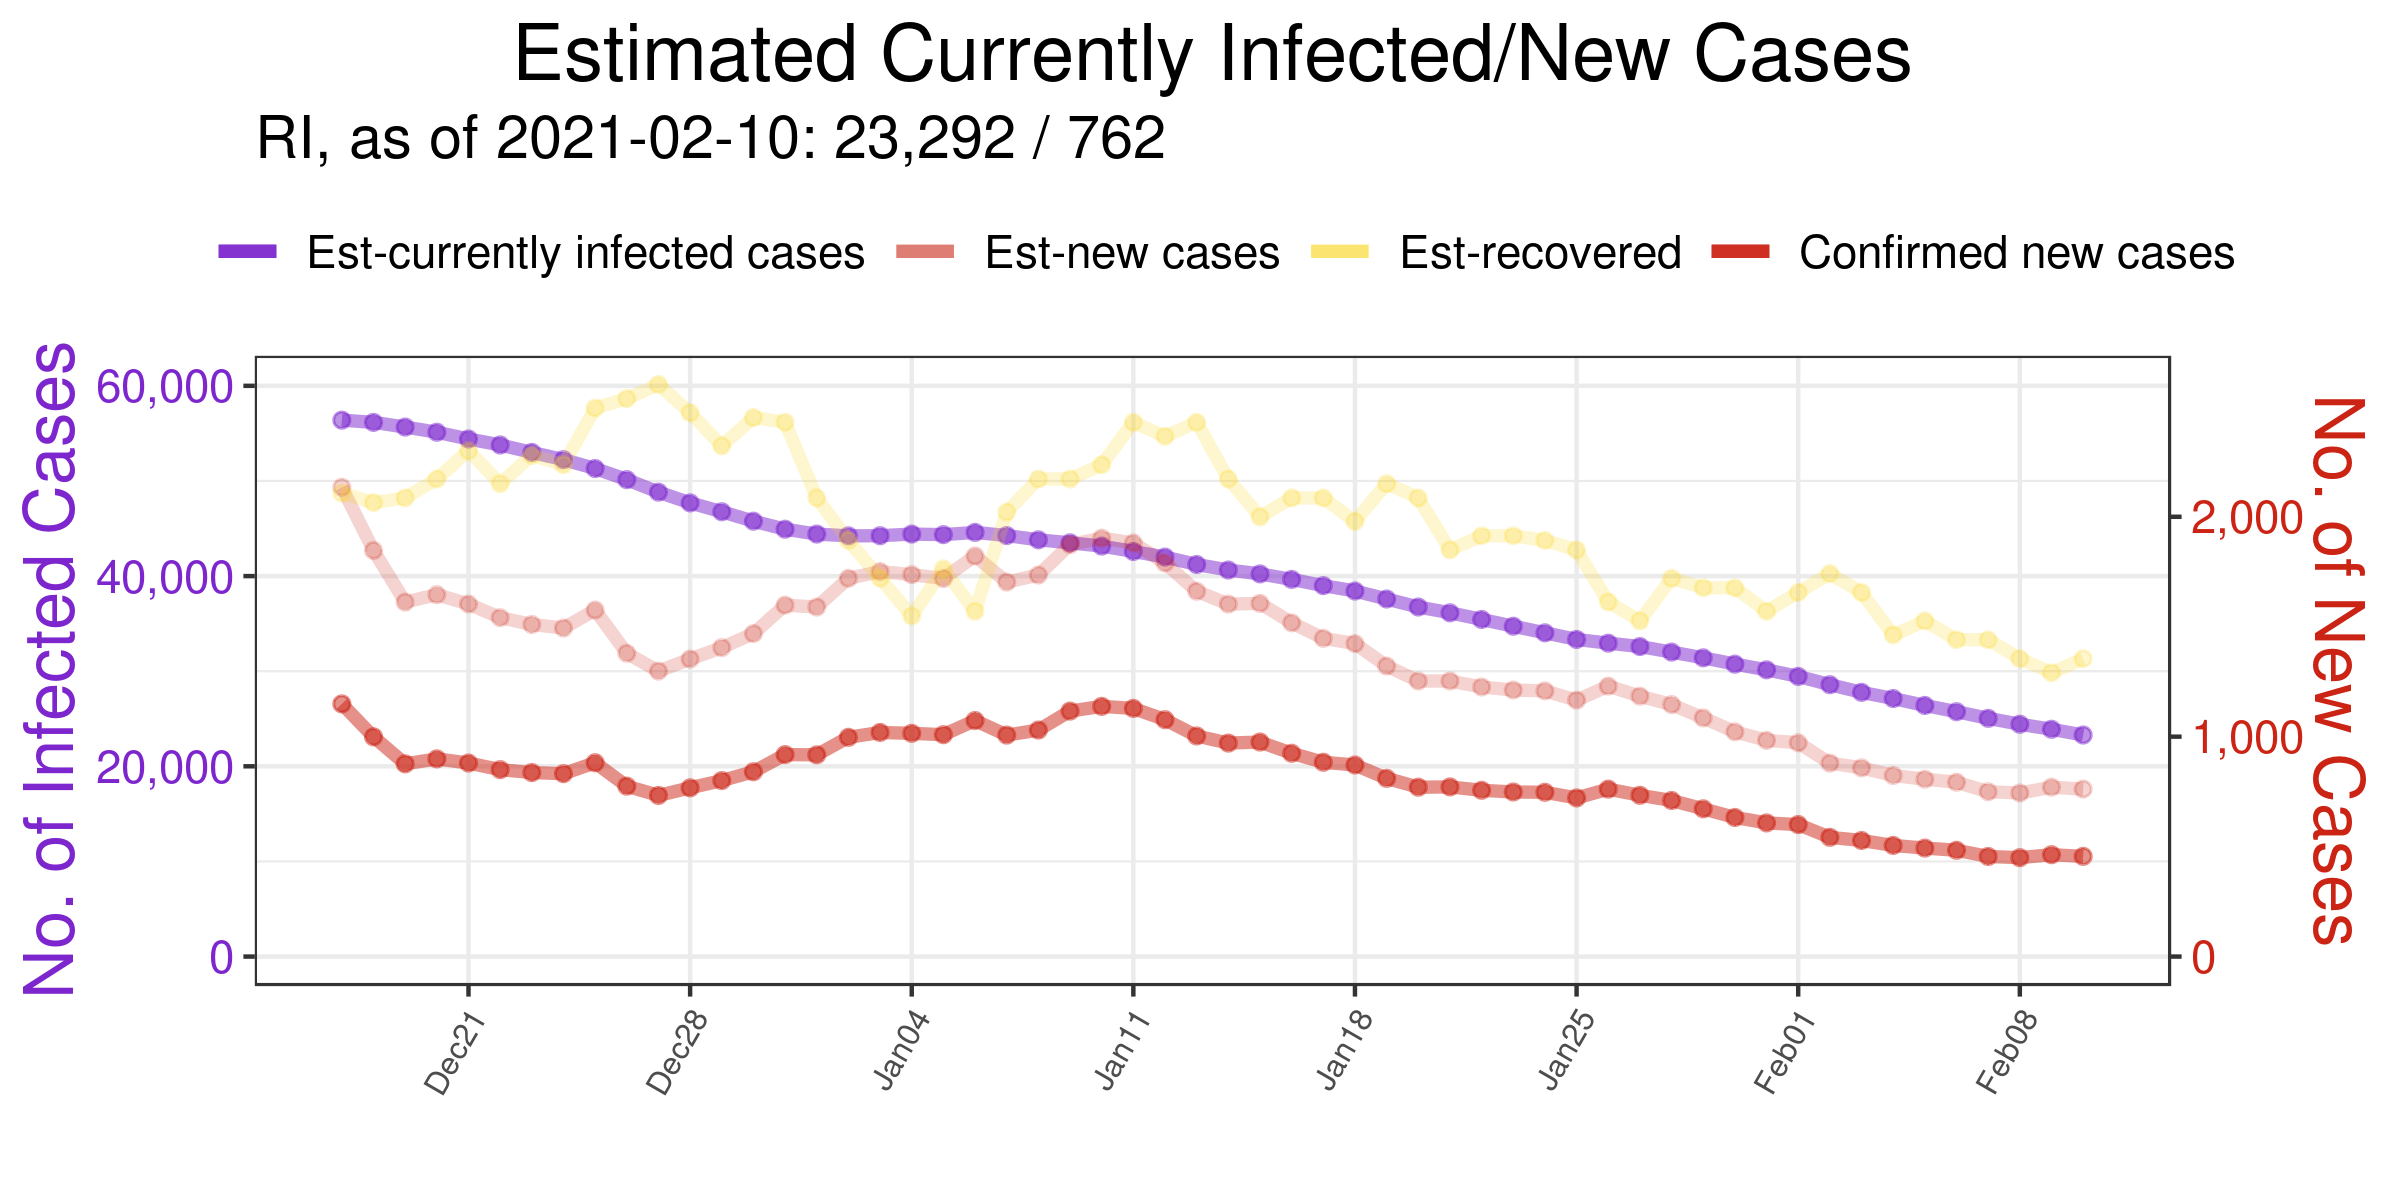 Estimated Currently Infected/New Cases
RI, as of 2021-02-10: 23,292 / 762
Est-currently infected cases Est-new cases Est-recovered Confirmed new cases
No. of Infected Cases
60,000
40,000
20,000
0
No. of New Cases
2,000
1,000
0
Dec21 Dec28 Jan04 Jan11 Jan18 Jan25 Feb01 Feb08